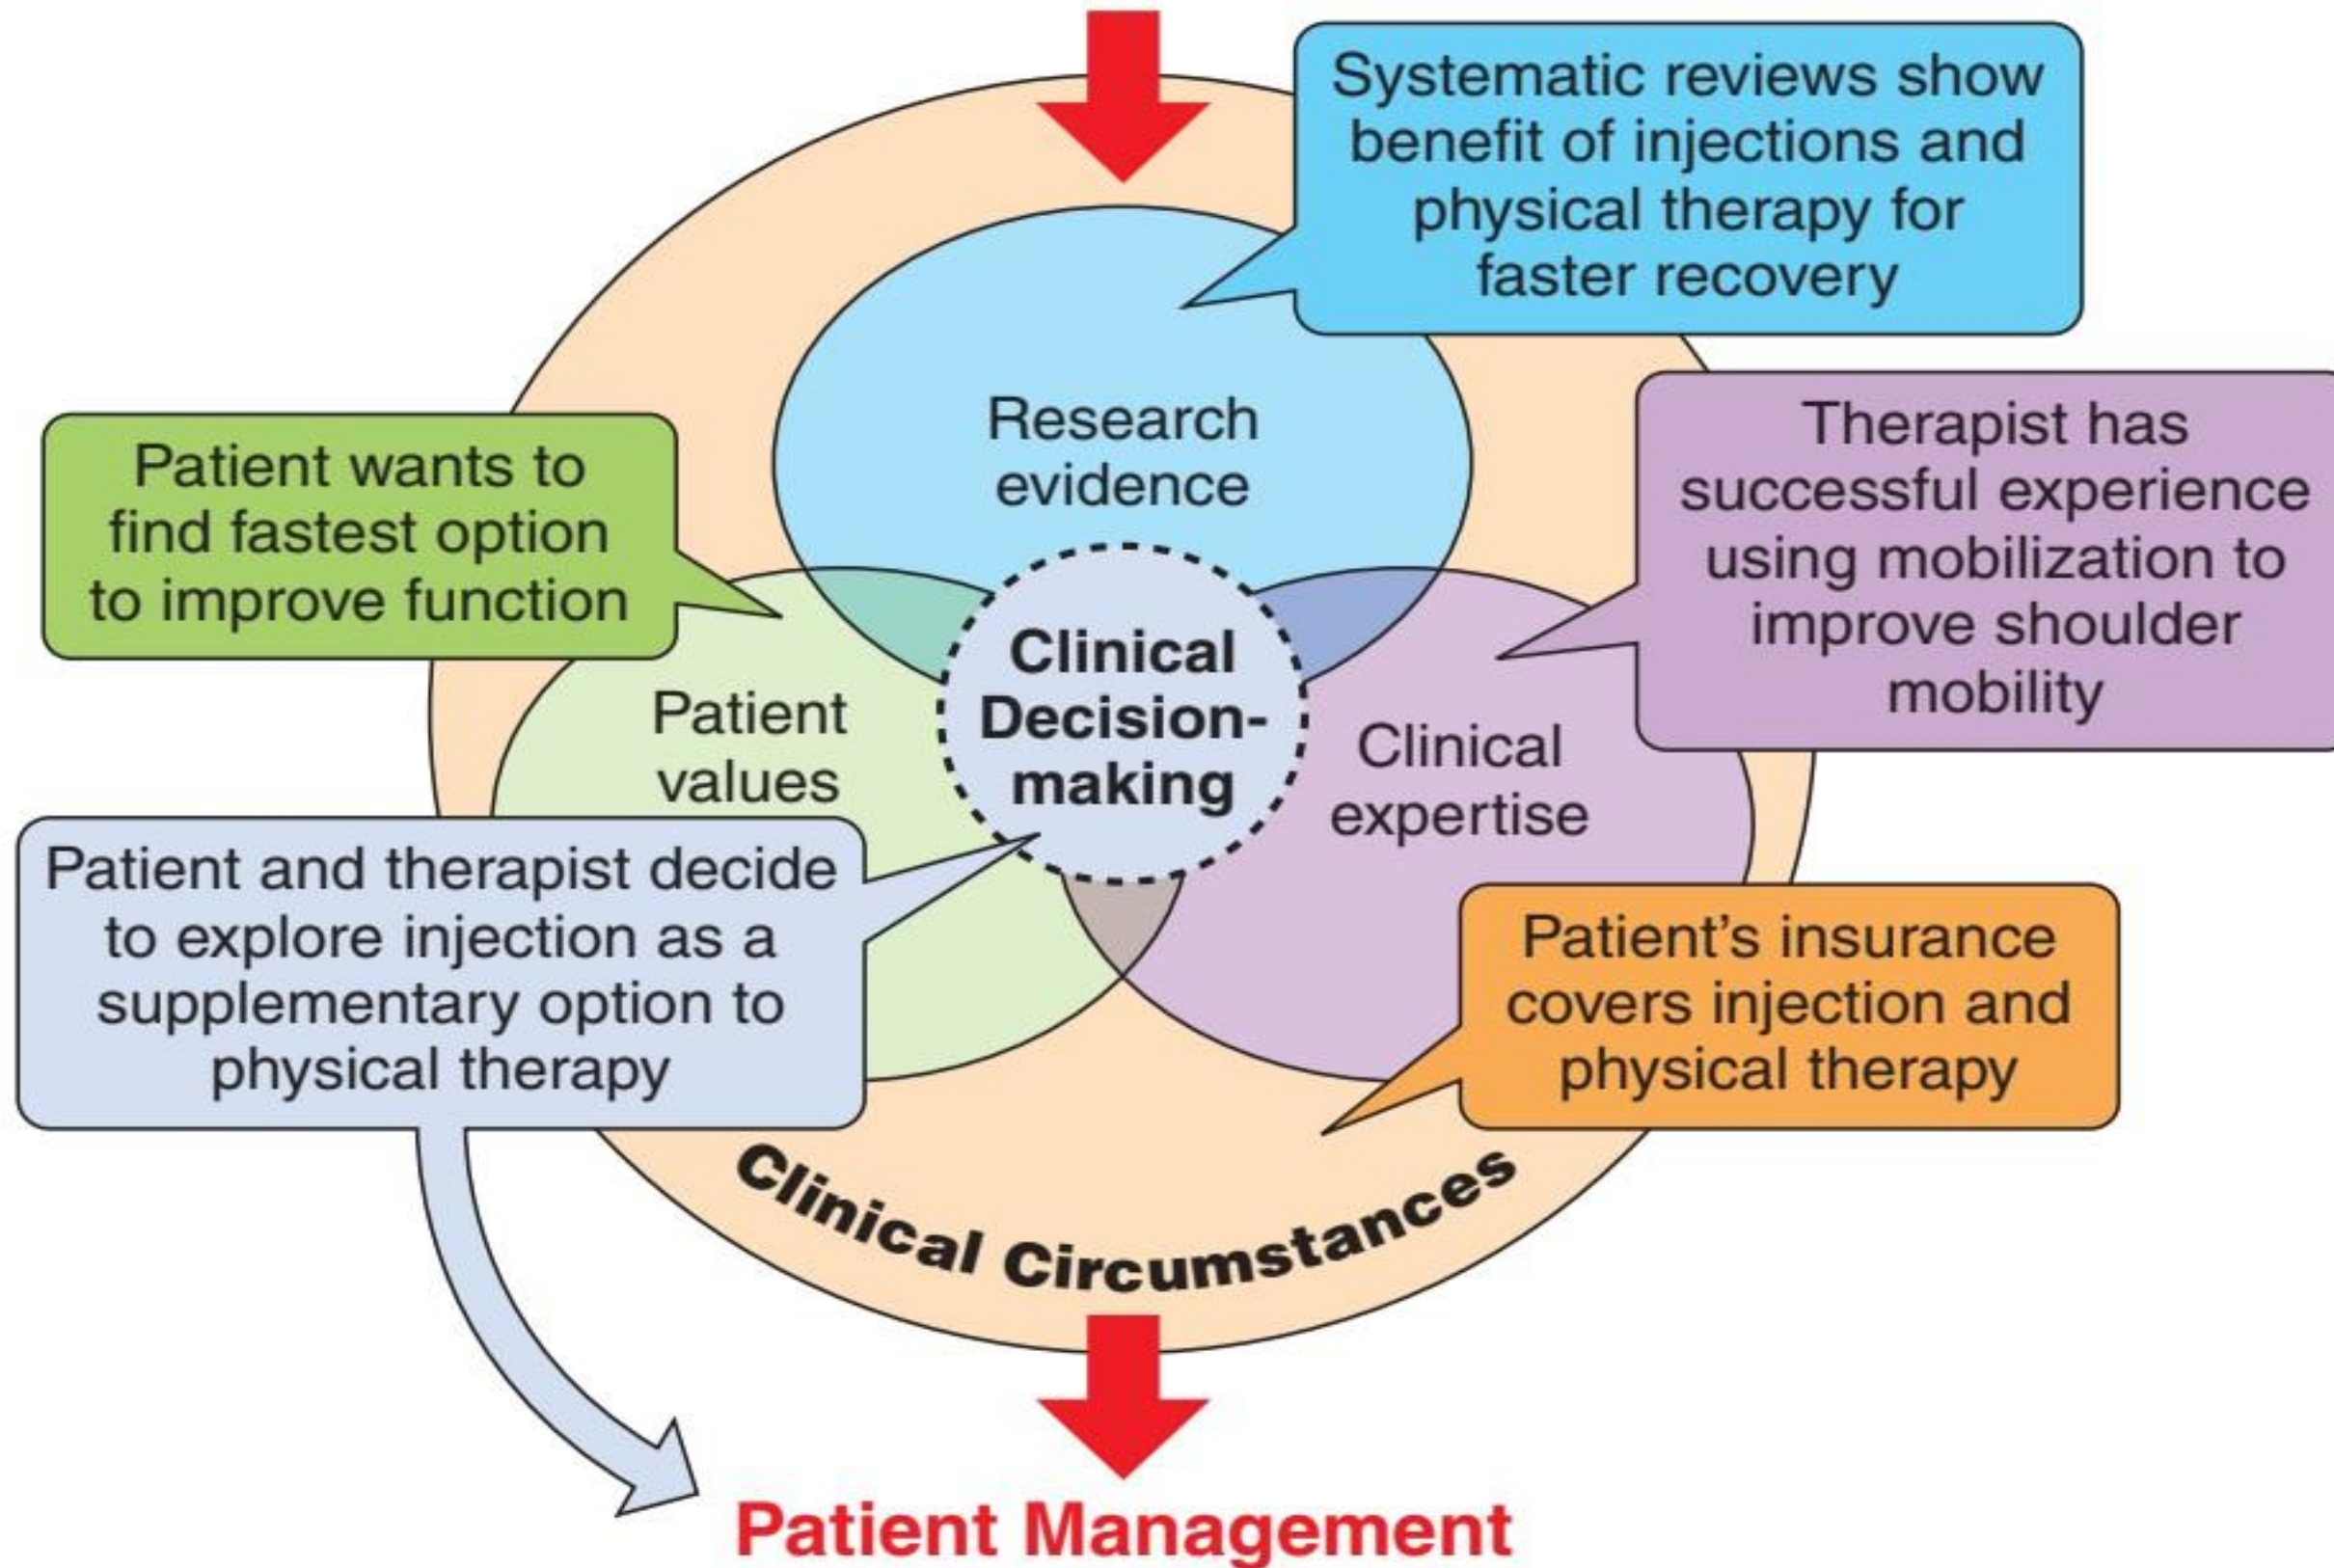 Systematic reviews show
benefit of injections and
physical therapy for
faster recovery
Research
evidence
Patient wants to
find fastest option
to improve function
Therapist has
successful experience
using mobilization to
improve shoulder
mobility
Clinical
Decision-
making
Patient
values
Clinical
expertise
Patient and therapist decide
to explore injection as a
supplementary option to
physical therapy
Patient’s insurance
covers injection and
physical therapy
Clinical Circumstances
Patient Management